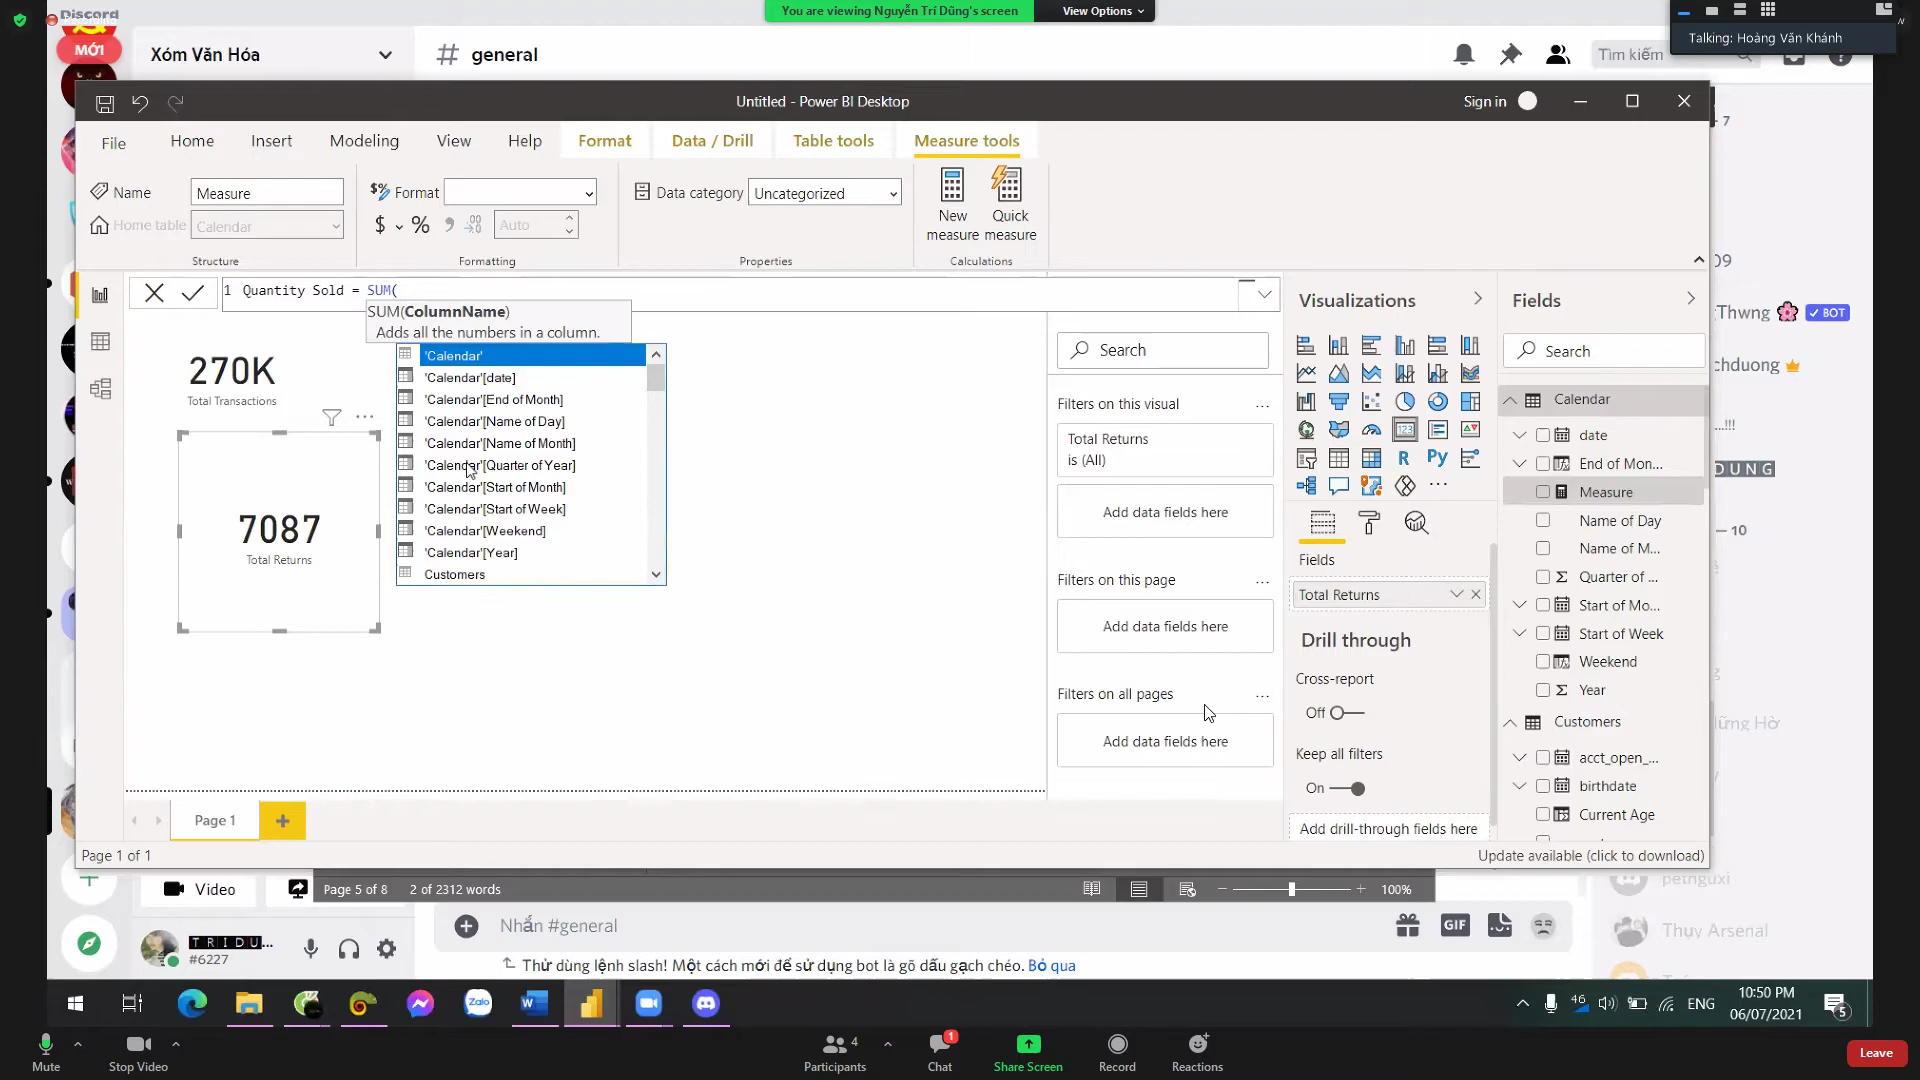 Discord
You are viewing Nguyễn Trí Dũng's screen
View Options
MỚI
Xóm Văn Hóa
# general
Tìm kiếm
Talking: Hoàng Văn Khánh
Untitled - Power BI Desktop
Sign in
File
Home
Insert
Modeling
View
Help
Format
Data / Drill
Table tools
Measure tools
Name
Measure
Home table
Calendar
Structure
Format
$ % Auto
Formatting
Data category
Uncategorized
Properties
New measure
Quick measure
Calculations
1 Quantity Sold = SUM(
SUM(ColumnName)
Adds all the numbers in a column.
'Calendar'
'Calendar'[date]
'Calendar'[End of Month]
'Calendar'[Name of Day]
'Calendar'[Name of Month]
'Calendar'[Quarter of Year]
'Calendar'[Start of Month]
'Calendar'[Start of Week]
'Calendar'[Weekend]
'Calendar'[Year]
Customers
270K
Total Transactions
7087
Total Returns
Search
Filters on this visual
Total Returns
is (All)
Add data fields here
Filters on this page
Add data fields here
Filters on all pages
Add data fields here
Visualizations
R Py
Fields
Total Returns
Drill through
Cross-report
Off
Keep all filters
On
Add drill-through fields here
Fields
Search
Calendar
date
End of Mon...
Measure
Name of Day
Name of M...
Quarter of ...
Start of Mo...
Start of Week
Weekend
Year
Customers
acct_open_...
birthdate
Current Age
Page 1
Page 1 of 1
Update available (click to download)
- 7
09
Thwng
BOT
chduong
...!!!
DUNG
- 10
Thuy Arsenal
Video
Page 5 of 8
2 of 2312 words
100%
Nhắn #general
GIF
TRIDU...
#6227
Thử dùng lệnh slash! Một cách mới để sử dụng bot là gõ dấu gạch chéo. Bỏ qua
Zalo
46
ENG
10:50 PM
06/07/2021
5
Mute
Stop Video
4
Participants
1
Chat
Share Screen
Record
Reactions
Leave